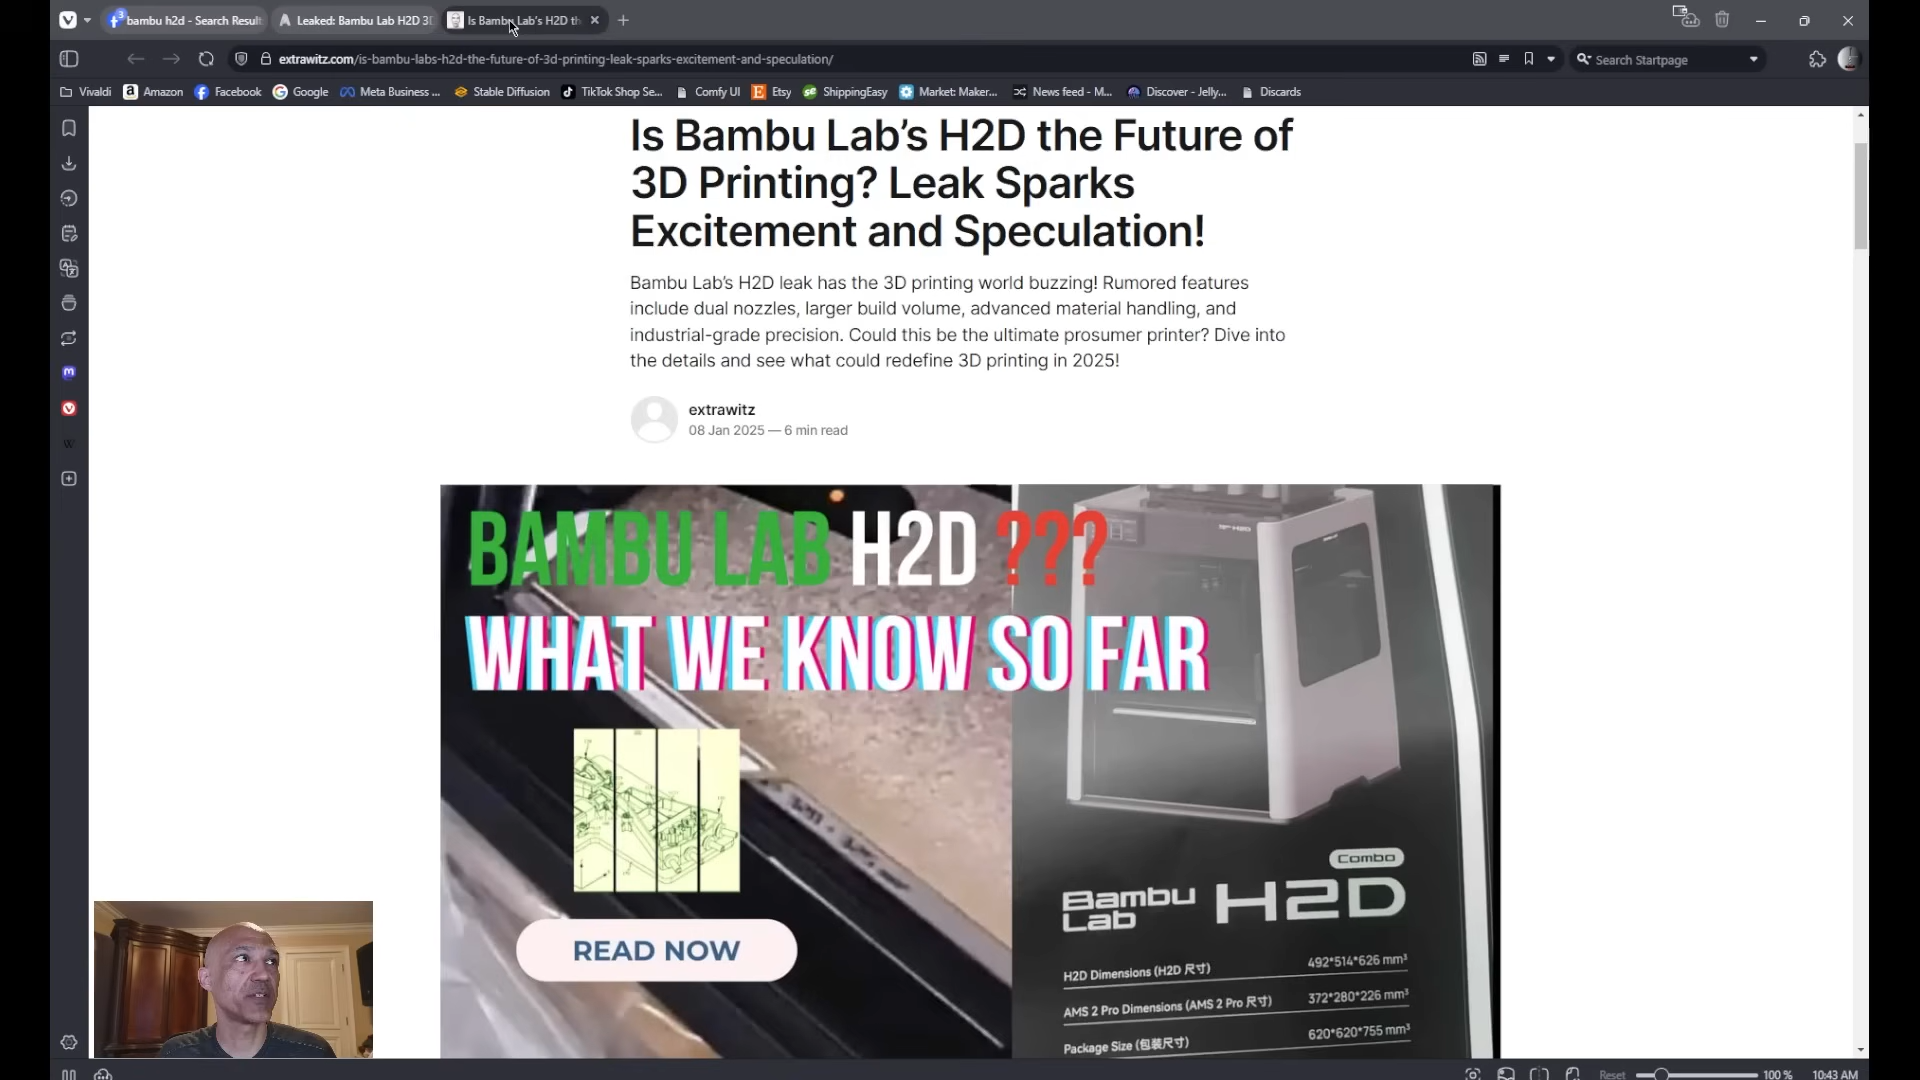 bambu h2d - Search Result
Leaked: Bambu Lab H2D 3D
Is Bambu Lab's H2D th
extrawitz.com/is-bambu-labs-h2d-the-future-of-3d-printing-leak-sparks-excitement-and-speculation/
Search Startpage
Vivaldi Amazon Facebook Google Meta Business ... Stable Diffusion TikTok Shop Se... Comfy UI Etsy ShippingEasy Market: Maker... News feed - M... Discover - Jelly... Discards
Is Bambu Lab's H2D the Future of
3D Printing? Leak Sparks
Excitement and Speculation!
Bambu Lab's H2D leak has the 3D printing world buzzing! Rumored features
include dual nozzles, larger build volume, advanced material handling, and
industrial-grade precision. Could this be the ultimate prosumer printer? Dive into
the details and see what could redefine 3D printing in 2025!
extrawitz
08 Jan 2025 — 6 min read
BAMBU LAB H2D ???
WHAT WE KNOW SO FAR
READ NOW
Combo
Bambu
Lab H2D
H2D Dimensions (H2D 尺寸) 492*514*626 mm³
AMS 2 Pro Dimensions (AMS 2 Pro 尺寸) 372*280*226 mm³
Package Size (包装尺寸) 620*620*755 mm³
Reset 100 % 10:43 AM